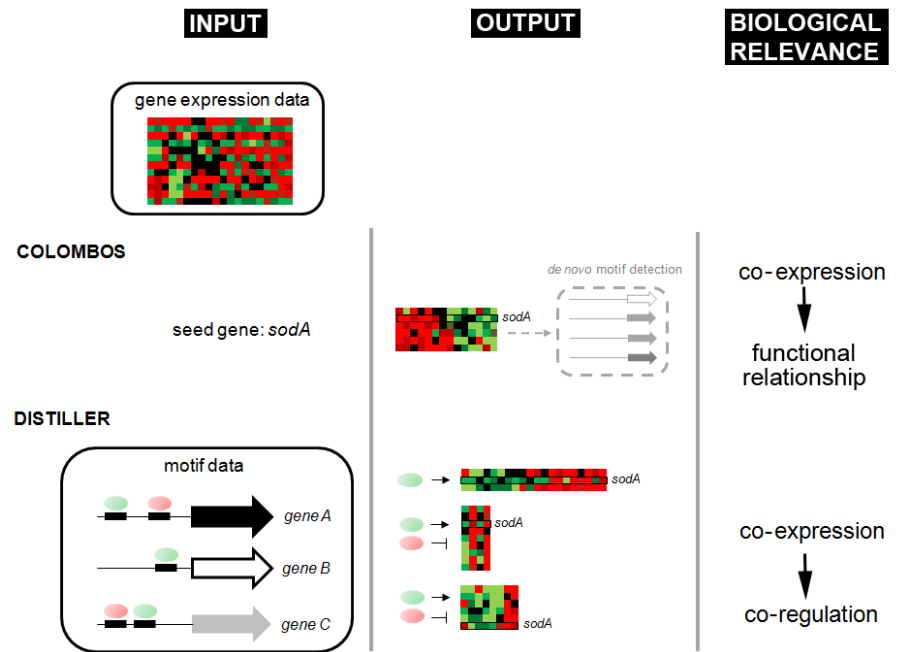 INPUT
OUTPUT
BIOLOGICAL
RELEVANCE
gene expression data
COLOMBOS
de novo motif detection
co-expression
seed gene: sodA
sodA
functional
relationship
DISTILLER
motif data
sodA
gene A
sodA
co-expression
gene B
co-regulation
gene C
sodA